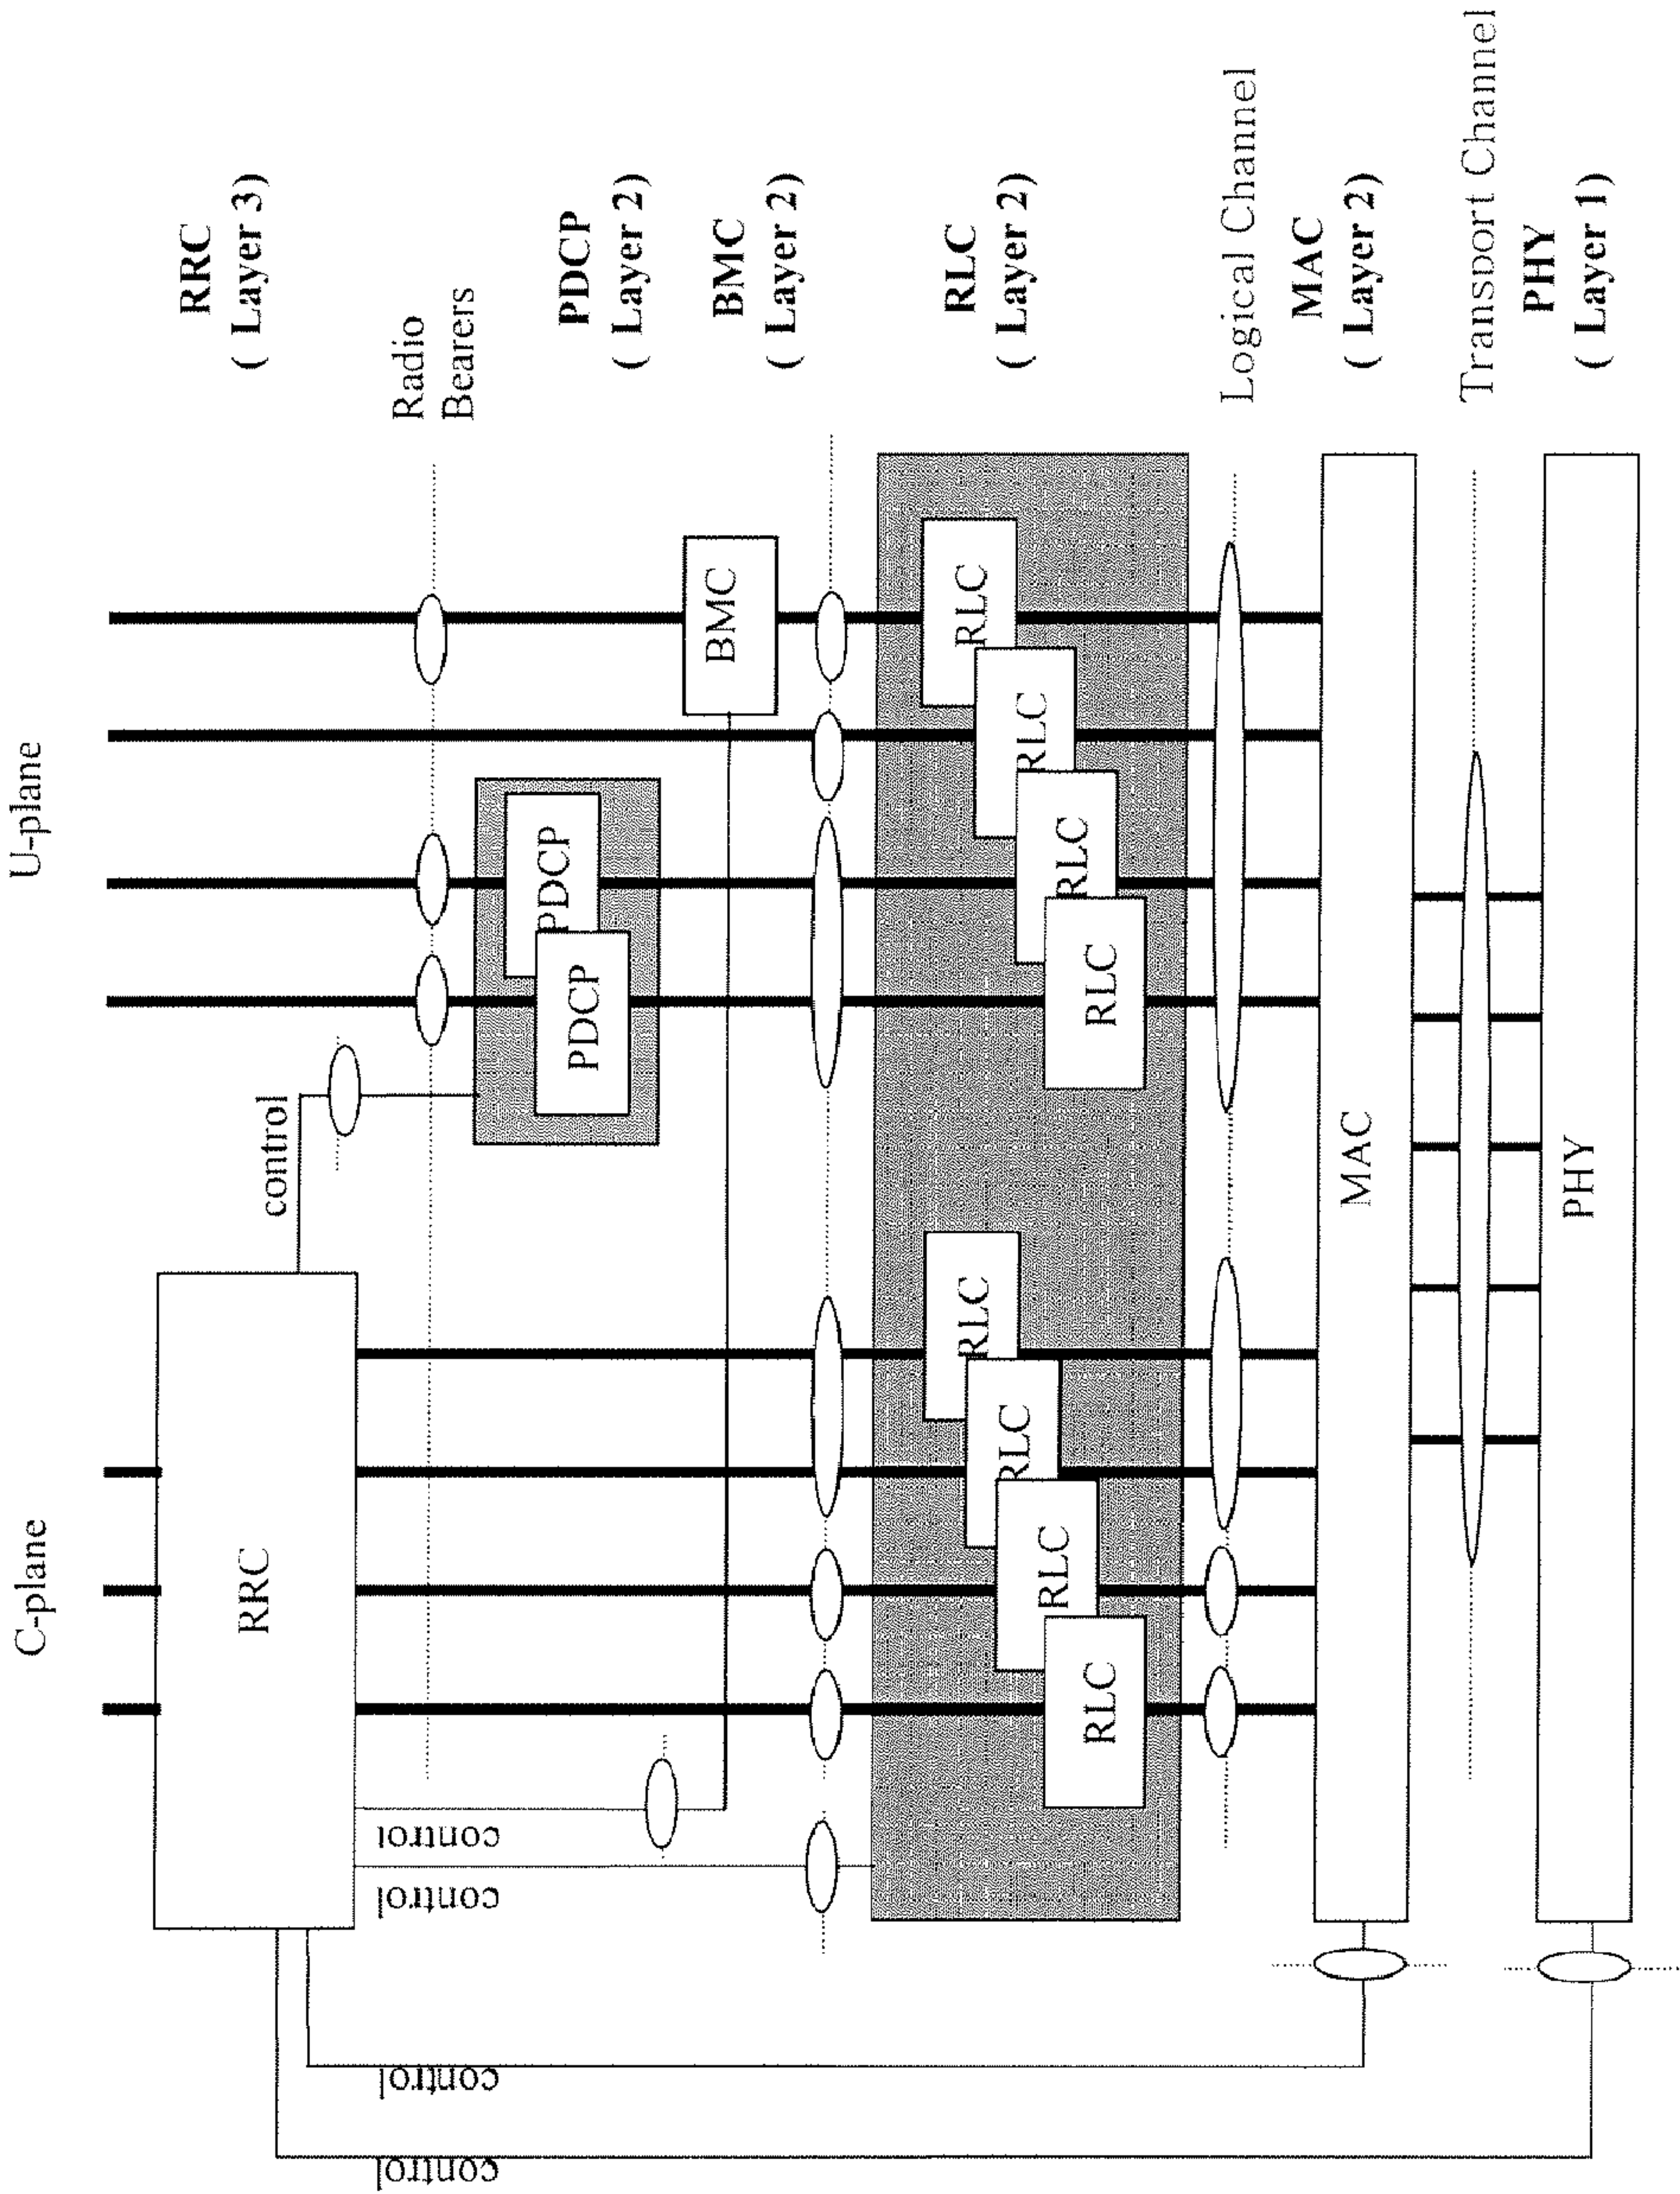 C-plane
U-plane
RRC
( Layer 3)
RRC
control
Radio
Bearers
control
control
control
control
PDCP
PDCP
PDCP
( Layer 2)
BMC
BMC
( Layer 2)
RLC
RLC
RLC
RLC
RLC
RLC
RLC
RLC
RLC
( Layer 2)
Logical Channel
MAC
MAC
( Layer 2)
Transport Channel
PHY
PHY
( Layer 1)